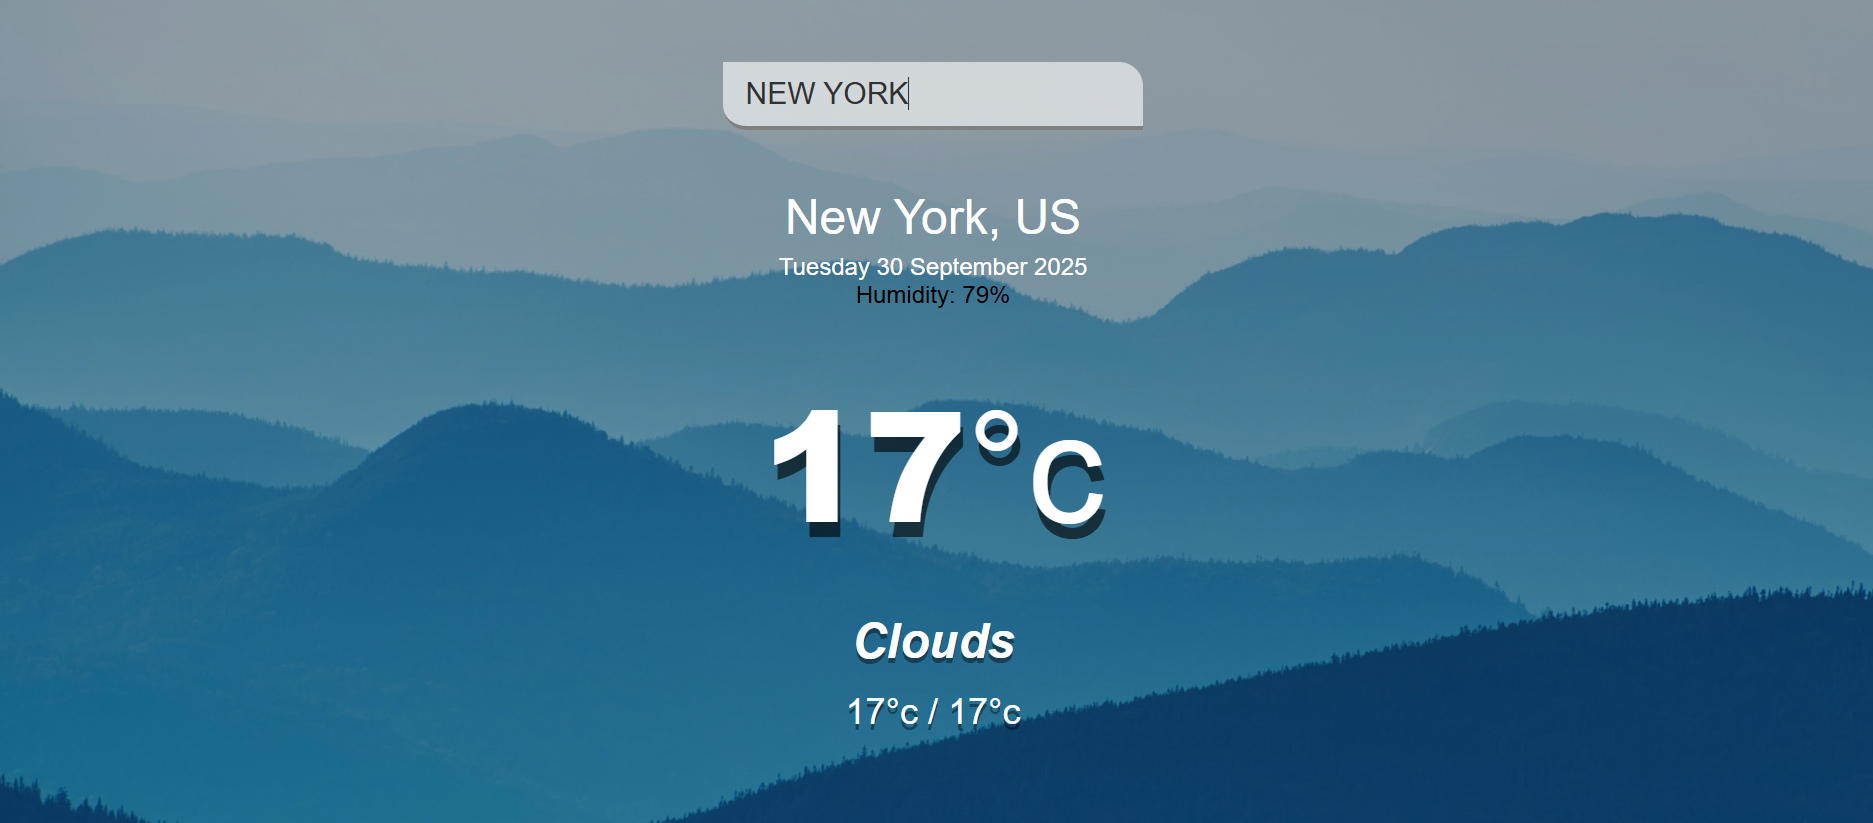 NEW YORK
New York, US
Tuesday 30 September 2025
Humidity: 79%
17°c
Clouds
17°c / 17°c